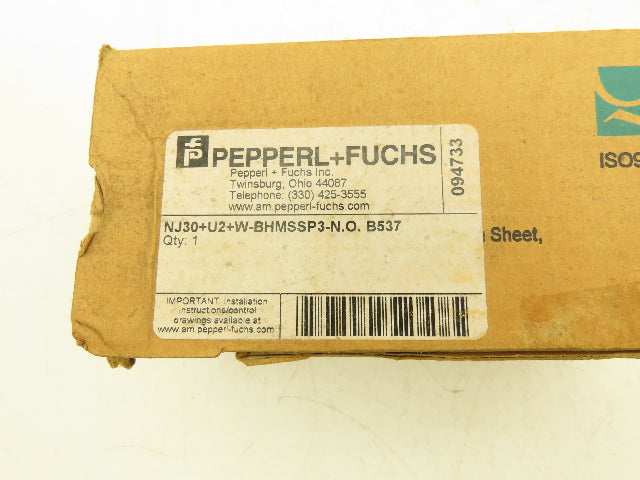 PEPPERL+FUCHS
Pepperl + Fuchs Inc.
Twinsburg, Ohio 44087
Telephone: (330) 425-3555
www.am.pepperl-fuchs.com
094733
NJ30+U2+W-BHMSSP3-N.O. B537
Qty: 1
IMPORTANT: Installation
instructions/control
drawings available at
www.am.pepperl-fuchs.com
ISO9
Sheet,